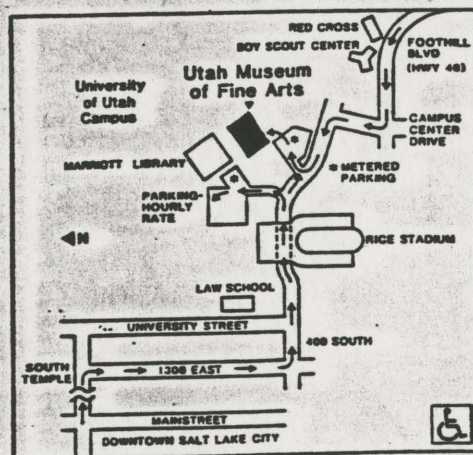 RED CROSS
BOY SCOUT CENTER
FOOTHILL
BLVD
(HWY 40)
Utah Museum
of Fine Arts
University
of Utah
Campus
CAMPUS
CENTER
DRIVE
MARRIOTT LIBRARY
*
*
* METERED
PARKING
PARKING-
HOURLY
RATE
N
RICE STADIUM
LAW SCHOOL
UNIVERSITY STREET
400 SOUTH
SOUTH
TEMPLE
1300 EAST
MAINSTREET
DOWNTOWN SALT LAKE CITY